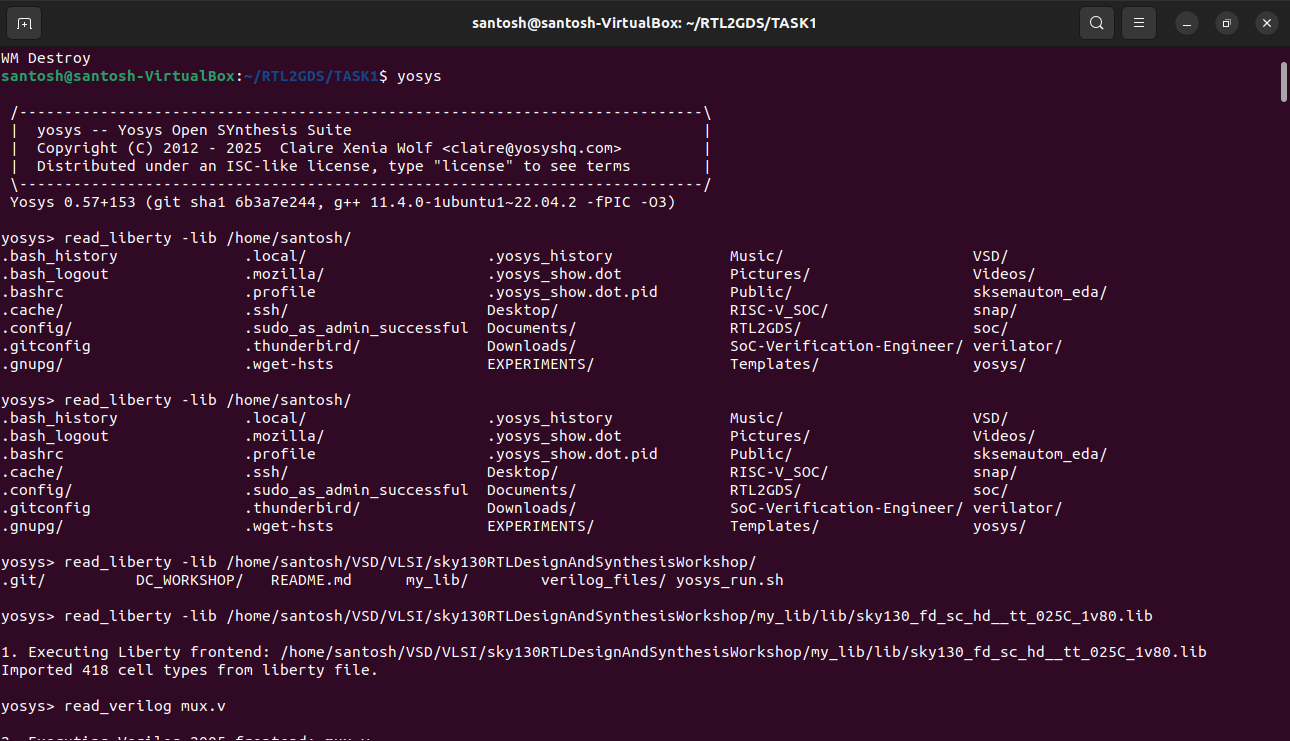 santosh@santosh-VirtualBox: ~/RTL2GDS/TASK1
WM Destroy
santosh@santosh-VirtualBox:~/RTL2GDS/TASK1$ yosys
/----------------------------------------------------------------------------\
|  yosys -- Yosys Open SYnthesis Suite                                       |
|  Copyright (C) 2012 - 2025  Claire Xenia Wolf <claire@yosyshq.com>         |
|  Distributed under an ISC-like license, type "license" to see terms        |
\----------------------------------------------------------------------------/
Yosys 0.57+153 (git sha1 6b3a7e244, g++ 11.4.0-1ubuntu1~22.04.2 -fPIC -O3)
yosys> read_liberty -lib /home/santosh/
.bash_history .local/ .yosys_history Music/ VSD/
.bash_logout .mozilla/ .yosys_show.dot Pictures/ Videos/
.bashrc .profile .yosys_show.dot.pid Public/ sksemautom_eda/
.cache/ .ssh/ Desktop/ RISC-V_SOC/ snap/
.config/ .sudo_as_admin_successful Documents/ RTL2GDS/ soc/
.gitconfig .thunderbird/ Downloads/ SoC-Verification-Engineer/ verilator/
.gnupg/ .wget-hsts EXPERIMENTS/ Templates/ yosys/
yosys> read_liberty -lib /home/santosh/
.bash_history .local/ .yosys_history Music/ VSD/
.bash_logout .mozilla/ .yosys_show.dot Pictures/ Videos/
.bashrc .profile .yosys_show.dot.pid Public/ sksemautom_eda/
.cache/ .ssh/ Desktop/ RISC-V_SOC/ snap/
.config/ .sudo_as_admin_successful Documents/ RTL2GDS/ soc/
.gitconfig .thunderbird/ Downloads/ SoC-Verification-Engineer/ verilator/
.gnupg/ .wget-hsts EXPERIMENTS/ Templates/ yosys/
yosys> read_liberty -lib /home/santosh/VSD/VLSI/sky130RTLDesignAndSynthesisWorkshop/
.git/ DC_WORKSHOP/ README.md my_lib/ verilog_files/ yosys_run.sh
yosys> read_liberty -lib /home/santosh/VSD/VLSI/sky130RTLDesignAndSynthesisWorkshop/my_lib/lib/sky130_fd_sc_hd__tt_025C_1v80.lib
1. Executing Liberty frontend: /home/santosh/VSD/VLSI/sky130RTLDesignAndSynthesisWorkshop/my_lib/lib/sky130_fd_sc_hd__tt_025C_1v80.lib
Imported 418 cell types from liberty file.
yosys> read_verilog mux.v
2. Executing Verilog-2005 frontend: mux.v